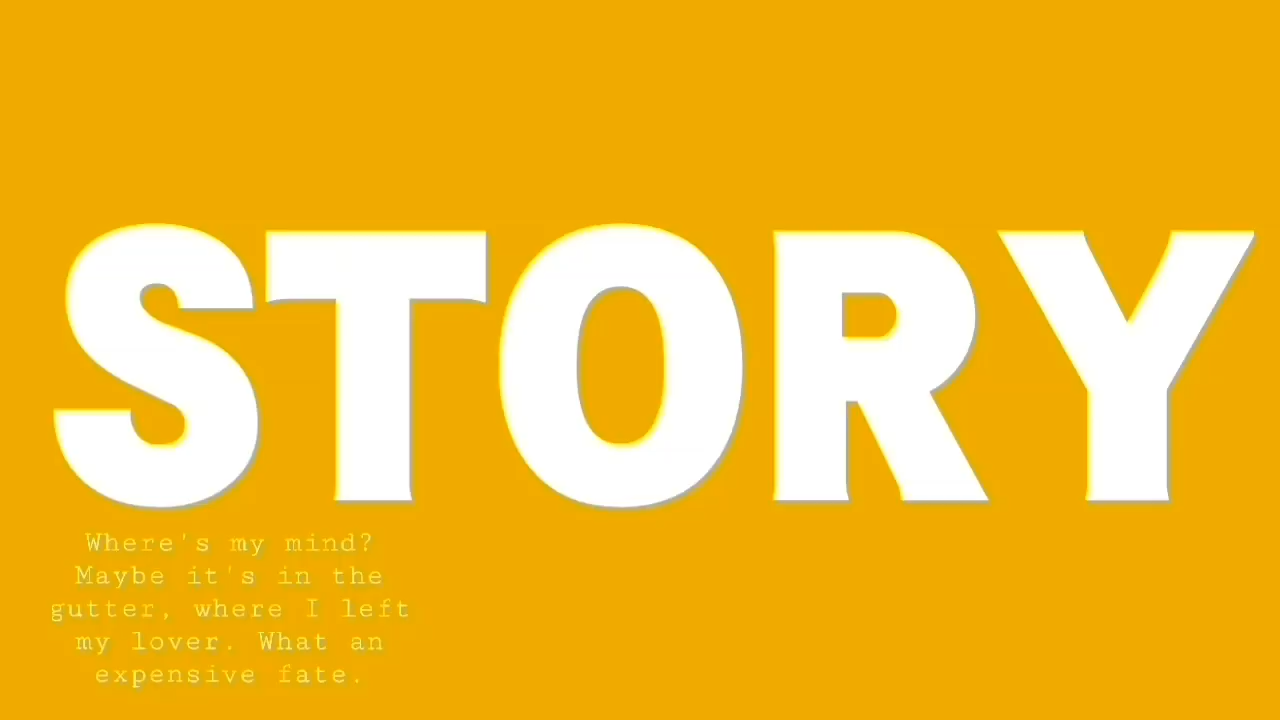 STORY
Where's my mind?
Maybe it's in the
gutter, where I left
my lover. What an
expensive fate.